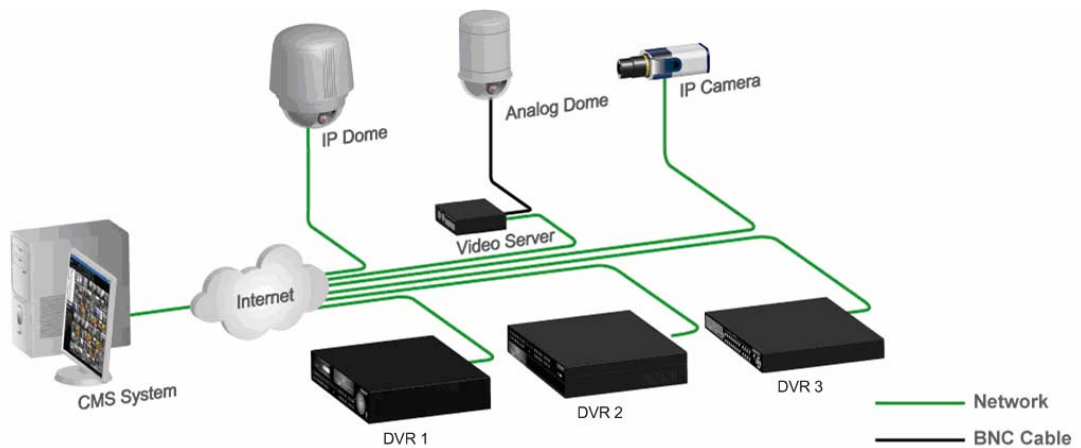 IP Dome
Analog Dome
IP Camera
Video Server
Internet
CMS System
DVR 1
DVR 2
DVR 3
Network
BNC Cable